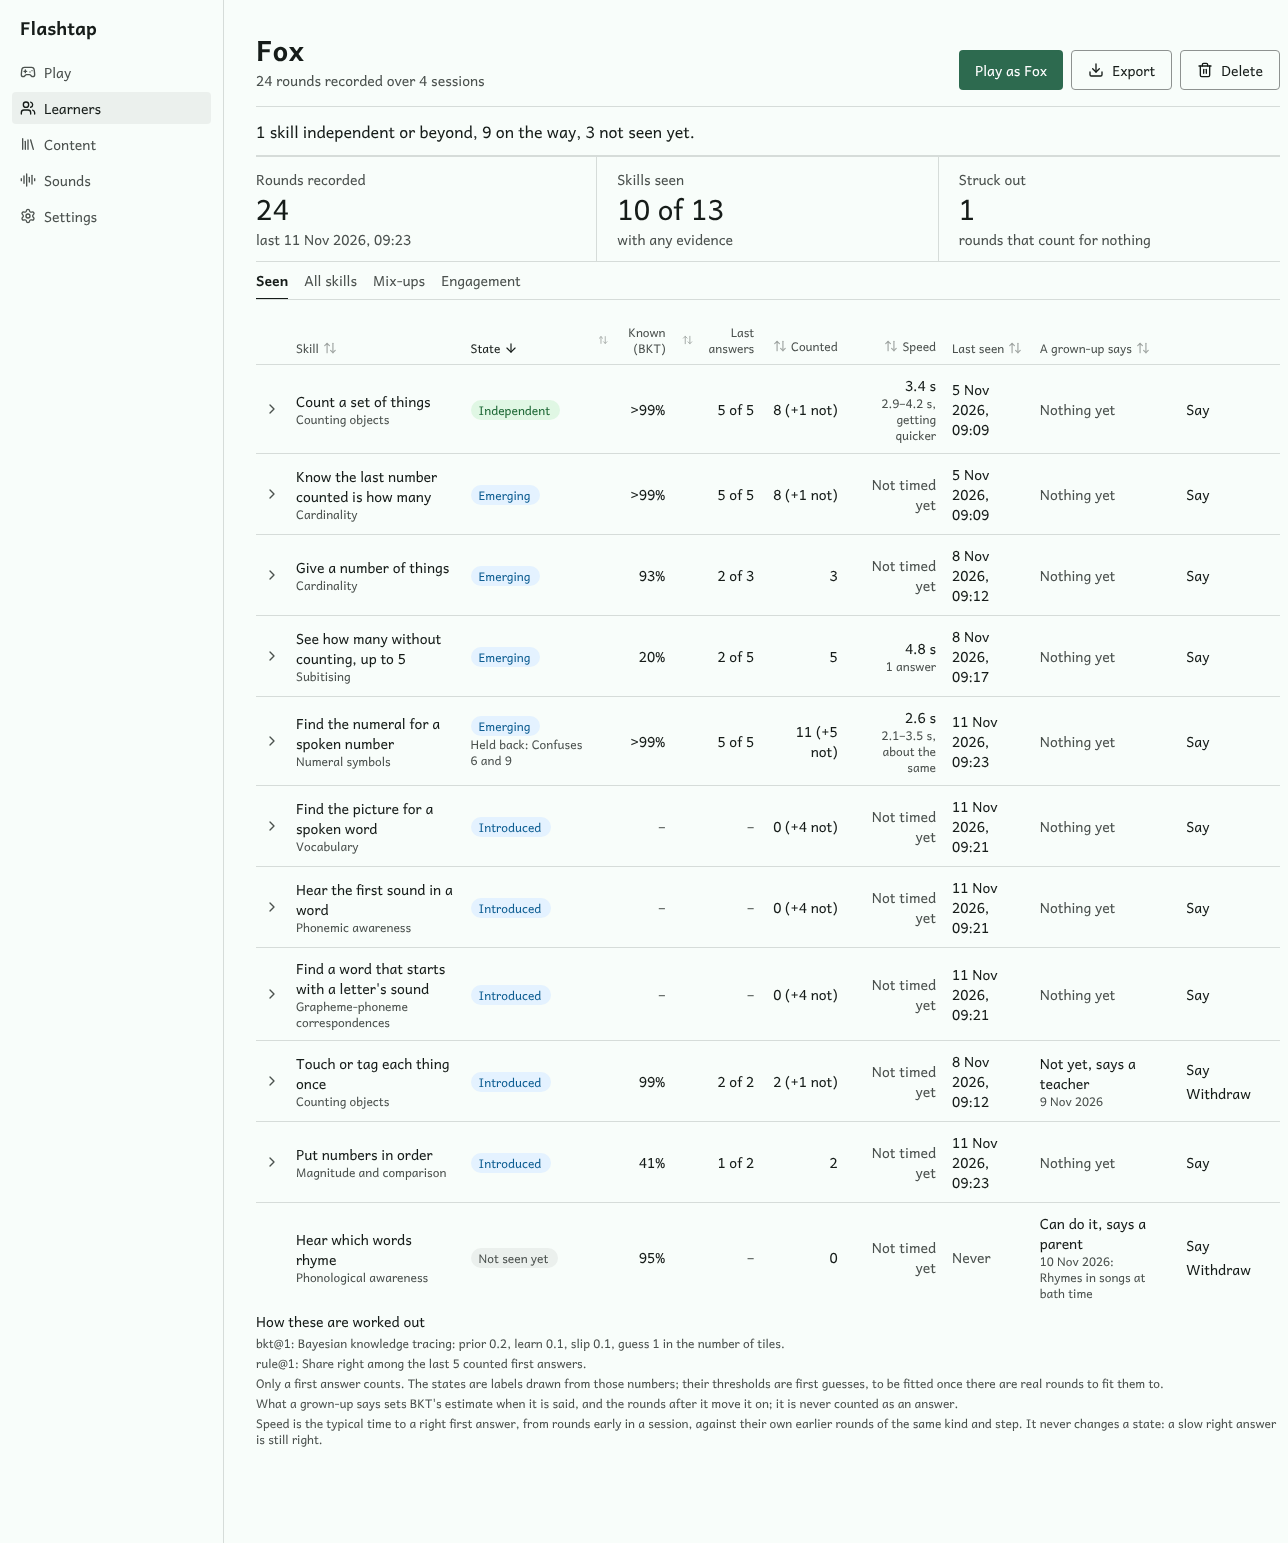 Flashtap
Play
Learners
Content
Sounds
Settings
Fox
24 rounds recorded over 4 sessions
Play as Fox
Export
Delete
1 skill independent or beyond, 9 on the way, 3 not seen yet.
Rounds recorded
24
last 11 Nov 2026, 09:23
Skills seen
10 of 13
with any evidence
Struck out
1
rounds that count for nothing
Seen All skills Mix-ups Engagement
Skill State Known (BKT) Last answers Counted Speed Last seen A grown-up says
Count a set of things
Counting objects
Independent
>99%
5 of 5
8 (+1 not)
3.4 s
2.9–4.2 s,
getting
quicker
5 Nov
2026,
09:09
Nothing yet
Say
Know the last number
counted is how many
Cardinality
Emerging
>99%
5 of 5
8 (+1 not)
Not timed
yet
5 Nov
2026,
09:09
Nothing yet
Say
Give a number of things
Cardinality
Emerging
93%
2 of 3
3
Not timed
yet
8 Nov
2026,
09:12
Nothing yet
Say
See how many without
counting, up to 5
Subitising
Emerging
20%
2 of 5
5
4.8 s
1 answer
8 Nov
2026,
09:17
Nothing yet
Say
Find the numeral for a
spoken number
Numeral symbols
Emerging
Held back: Confuses
6 and 9
>99%
5 of 5
11 (+5
not)
2.6 s
2.1–3.5 s,
about the
same
11 Nov
2026,
09:23
Nothing yet
Say
Find the picture for a
spoken word
Vocabulary
Introduced
–
–
0 (+4 not)
Not timed
yet
11 Nov
2026,
09:21
Nothing yet
Say
Hear the first sound in a
word
Phonemic awareness
Introduced
–
–
0 (+4 not)
Not timed
yet
11 Nov
2026,
09:21
Nothing yet
Say
Find a word that starts
with a letter's sound
Grapheme-phoneme
correspondences
Introduced
–
–
0 (+4 not)
Not timed
yet
11 Nov
2026,
09:21
Nothing yet
Say
Touch or tag each thing
once
Counting objects
Introduced
99%
2 of 2
2 (+1 not)
Not timed
yet
8 Nov
2026,
09:12
Not yet, says a
teacher
9 Nov 2026
Say
Withdraw
Put numbers in order
Magnitude and comparison
Introduced
41%
1 of 2
2
Not timed
yet
11 Nov
2026,
09:23
Nothing yet
Say
Hear which words
rhyme
Phonological awareness
Not seen yet
95%
–
0
Not timed
yet
Never
Can do it, says a
parent
10 Nov 2026:
Rhymes in songs at
bath time
Say
Withdraw
How these are worked out
bkt@1: Bayesian knowledge tracing: prior 0.2, learn 0.1, slip 0.1, guess 1 in the number of tiles.
rule@1: Share right among the last 5 counted first answers.
Only a first answer counts. The states are labels drawn from those numbers; their thresholds are first guesses, to be fitted once there are real rounds to fit them to.
What a grown-up says sets BKT's estimate when it is said, and the rounds after it move it on; it is never counted as an answer.
Speed is the typical time to a right first answer, from rounds early in a session, against their own earlier rounds of the same kind and step. It never changes a state: a slow right answer
is still right.